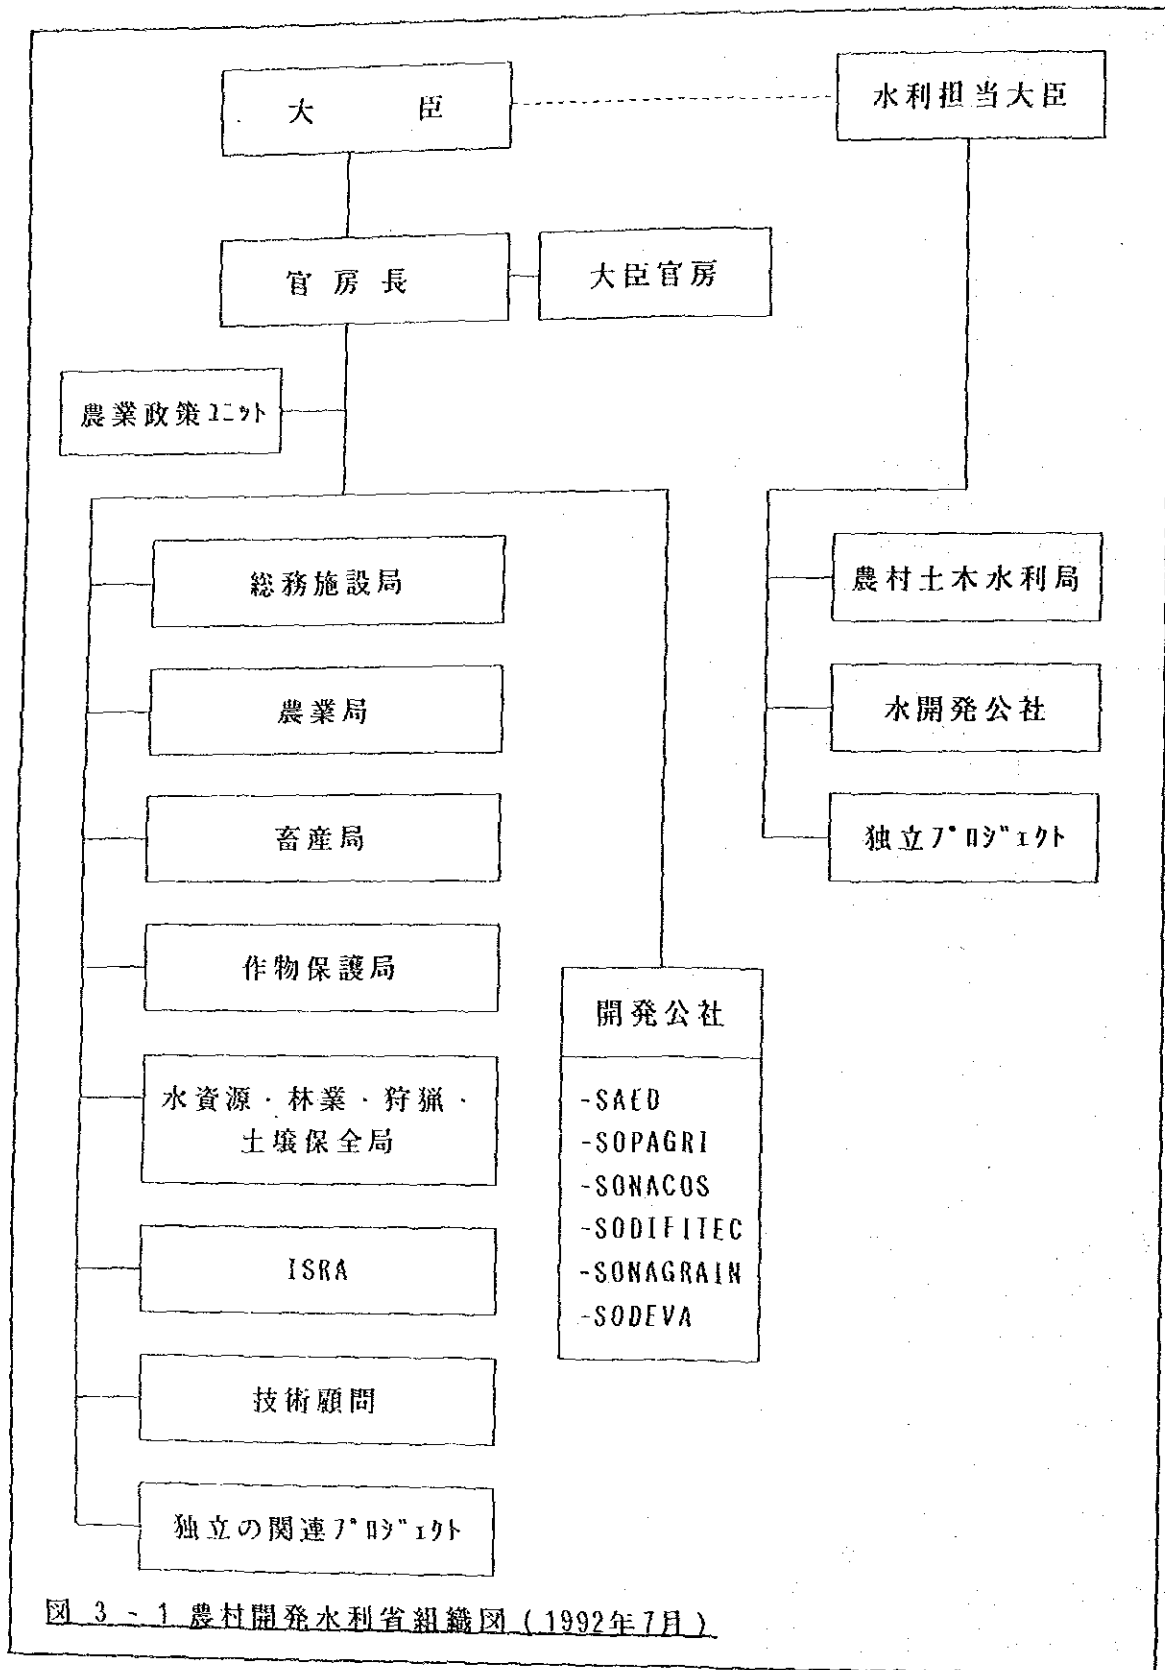 大　　臣
水利担当大臣
官房長
大臣官房
農業政策ユニット
総務施設局
農業局
畜産局
作物保護局
水資源・林業・狩猟・
土壌保全局
ISRA
技術顧問
独立の関連プロジェクト
開発公社
-SAED
-SOPAGRI
-SONACOS
-SODIFITEC
-SONAGRAIN
-SODEVA
農村土木水利局
水開発公社
独立プロジェクト
図 3 - 1 農村開発水利省組織図 (1992年7月)